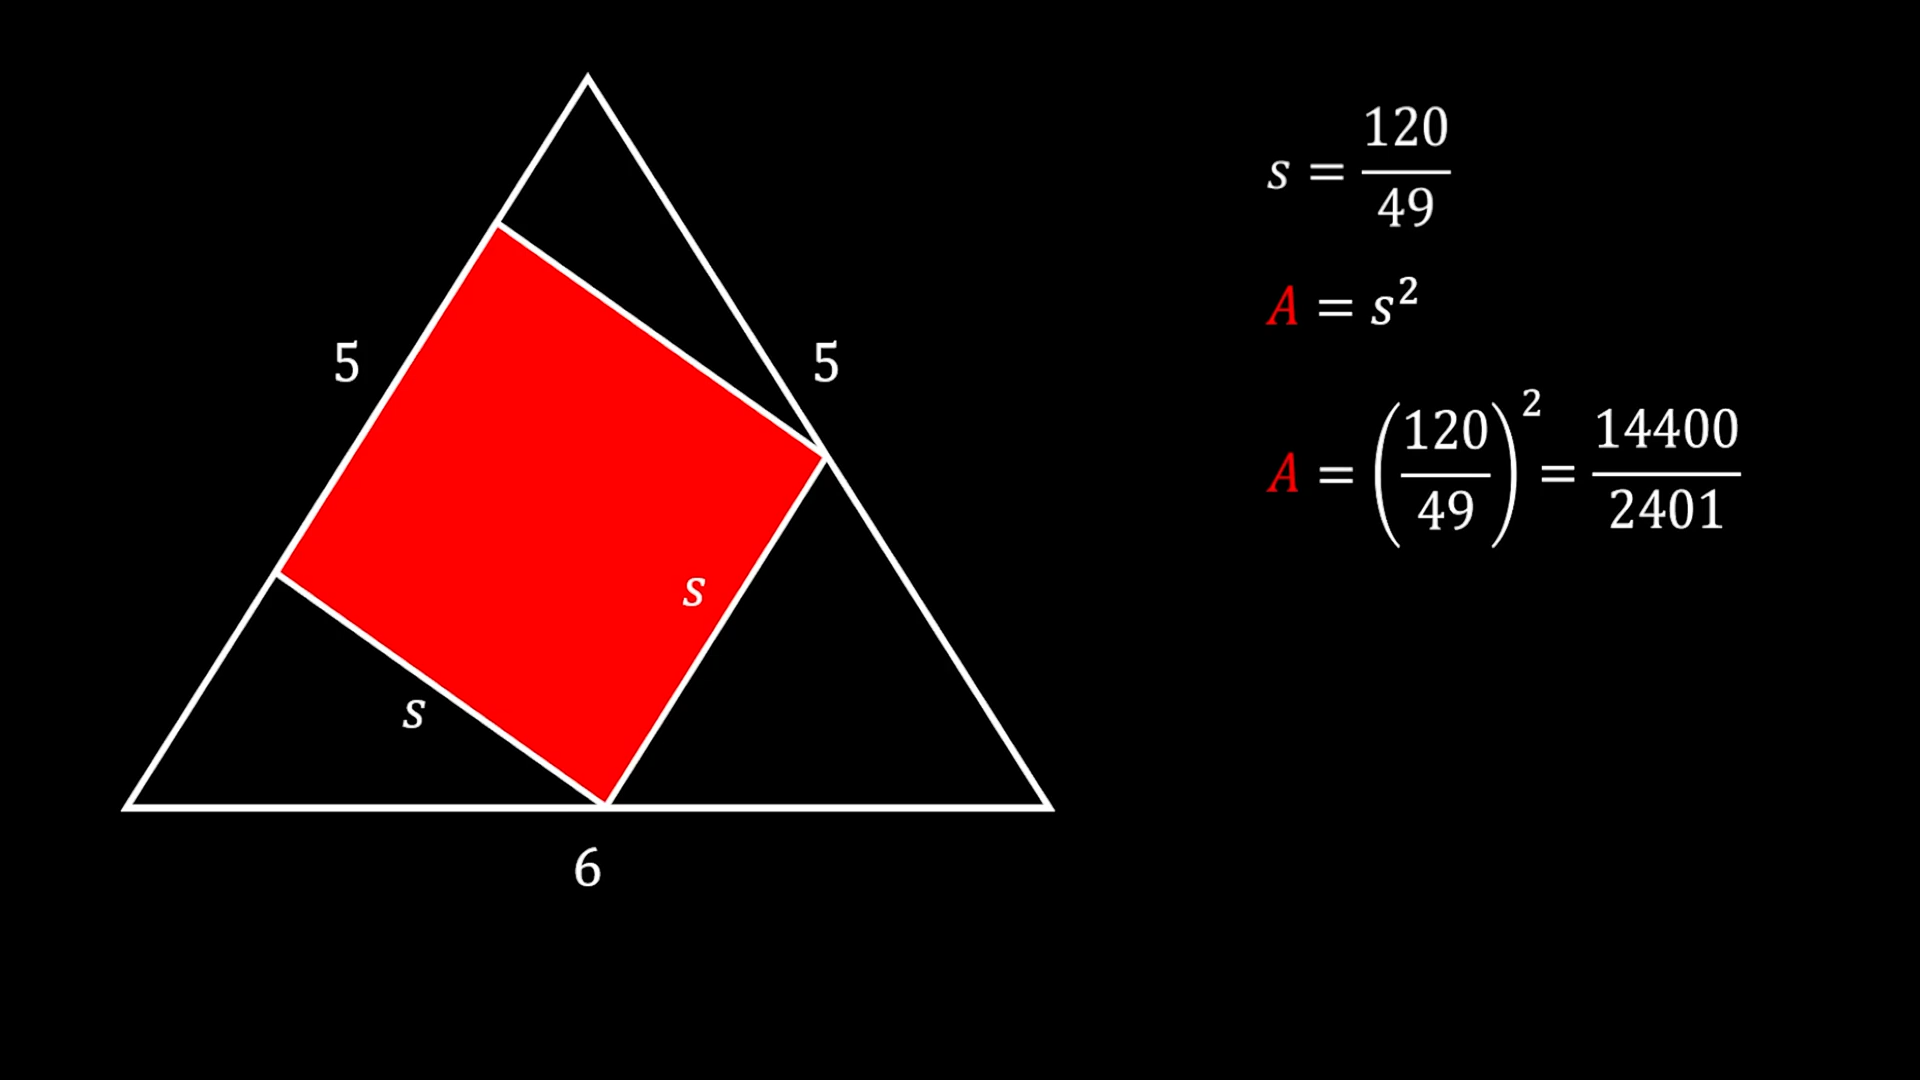 5
5
s
s
6
s = 120/49
A = s²
A = (120/49)² = 14400/2401